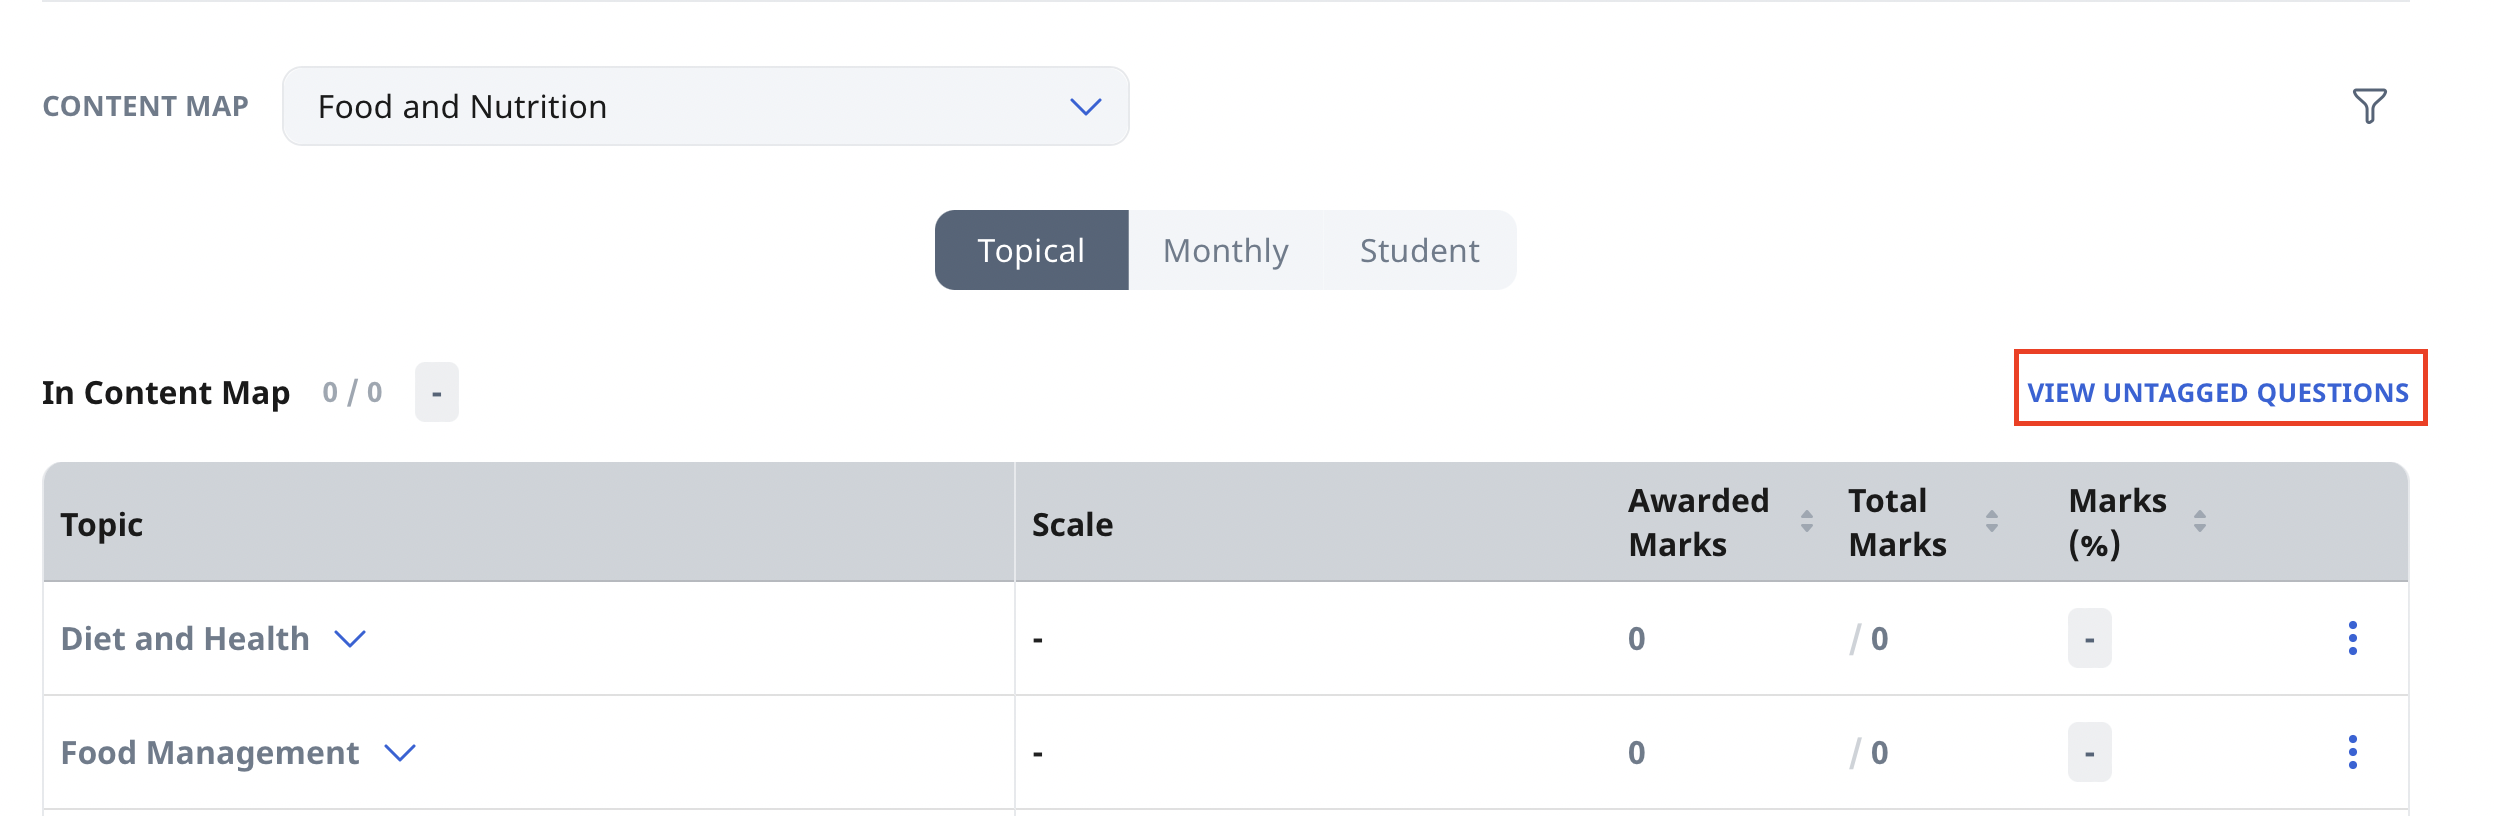 CONTENT MAP Food and Nutrition
Topical Monthly Student
In Content Map 0 / 0 - VIEW UNTAGGED QUESTIONS
Topic Scale Awarded Marks Total Marks Marks (%)
Diet and Health - 0 / 0 -
Food Management - 0 / 0 -